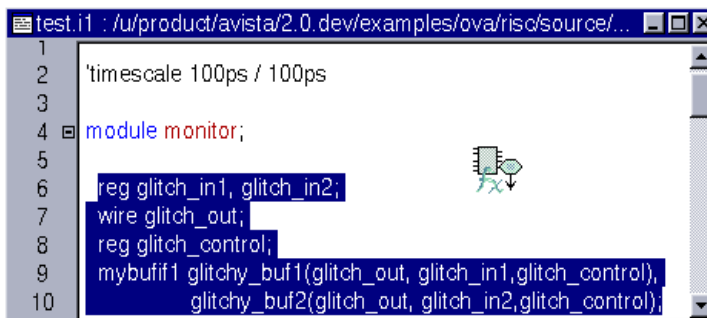 test.i1 : /u/product/avista/2.0.dev/examples/ova/risc/source/...
1
2 'timescale 100ps / 100ps
3
4 module monitor;
5
6 reg glitch_in1, glitch_in2;
7 wire glitch_out;
8 reg glitch_control;
9 mybufif1 glitchy_buf1(glitch_out, glitch_in1,glitch_control),
10 glitchy_buf2(glitch_out, glitch_in2,glitch_control);
fx